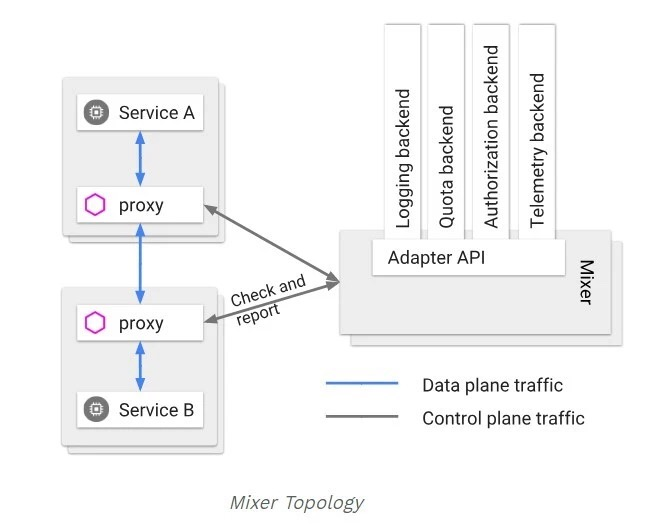 Service A
proxy
proxy
Service B
Check and
report
Logging backend
Quota backend
Authorization backend
Telemetry backend
Adapter API
Mixer
Data plane traffic
Control plane traffic
Mixer Topology